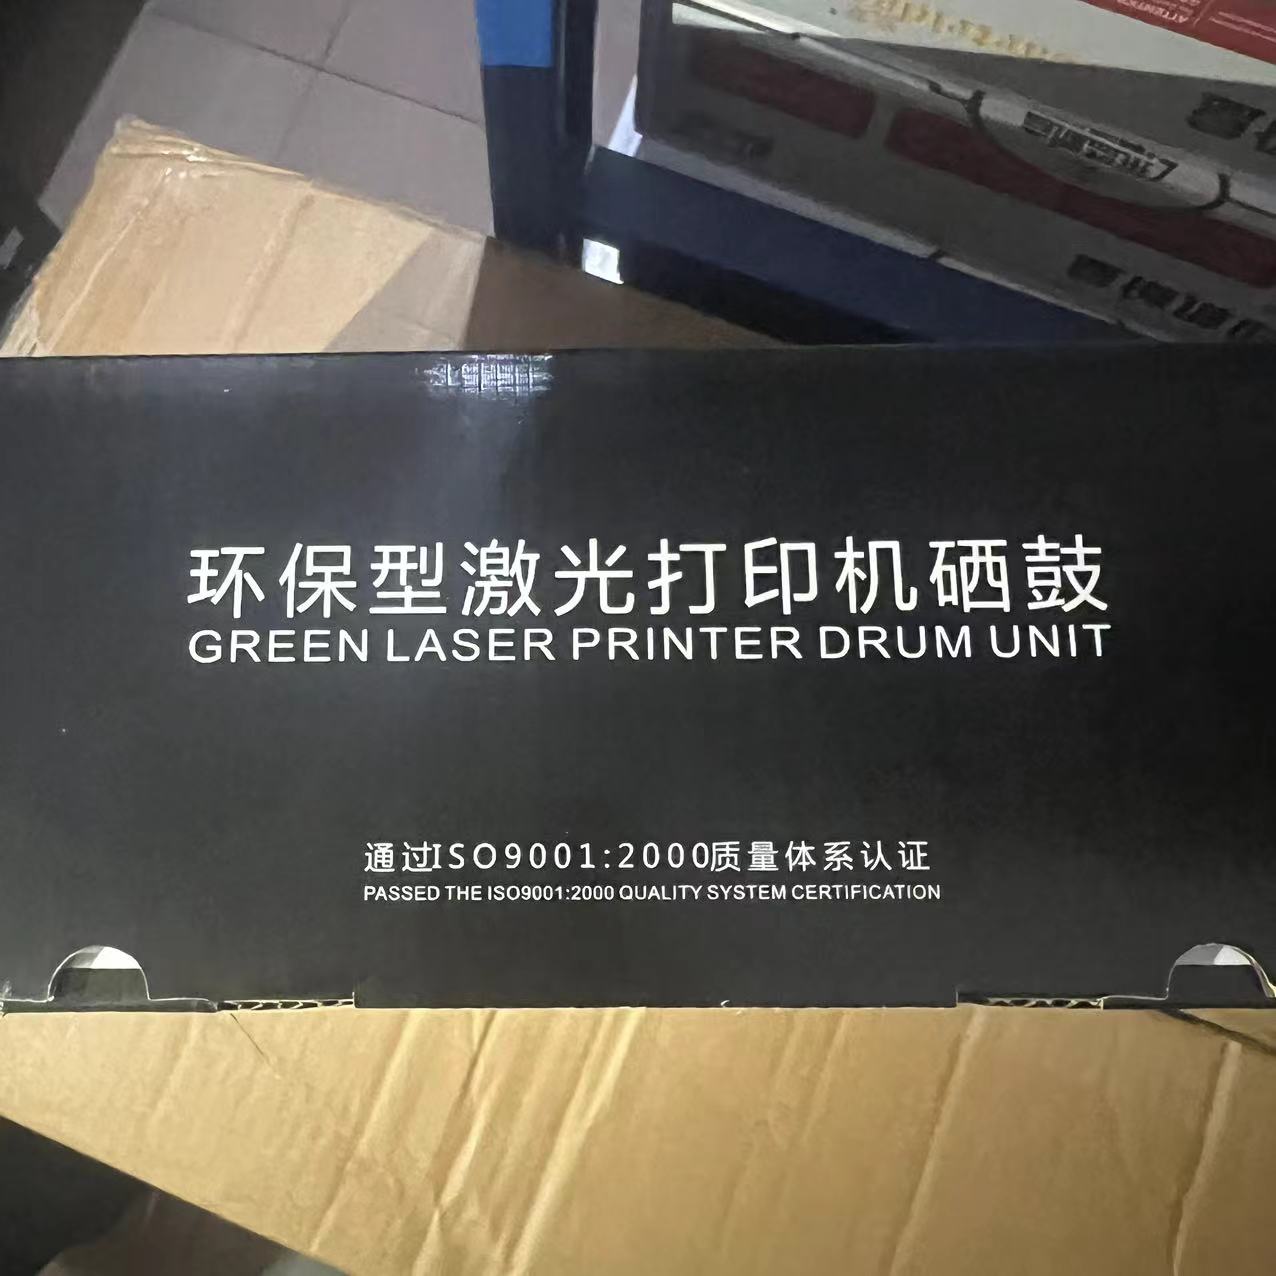 环保型激光打印机硒鼓
GREEN LASER PRINTER DRUM UNIT
通过ISO9001:2000质量体系认证
PASSED THE ISO9001:2000 QUALITY SYSTEM CERTIFICATION